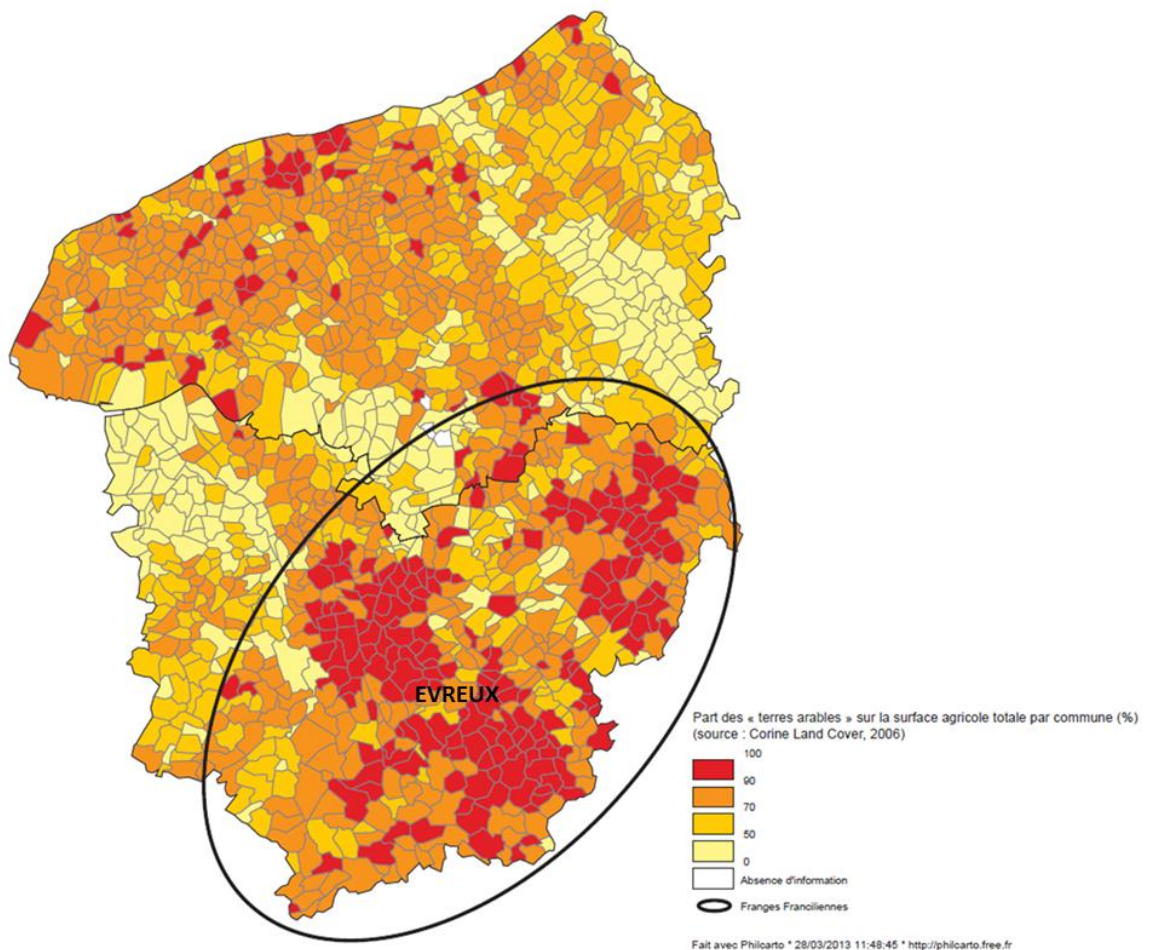 EVREUX
Part des « terres arables » sur la surface agricole totale par commune (%)
(source : Corine Land Cover, 2006)
100
90
70
50
0
Absence d'information
Franges Franciliennes
Fait avec Philcarto * 28/03/2013 11:48:45 * http://philcarto.free.fr